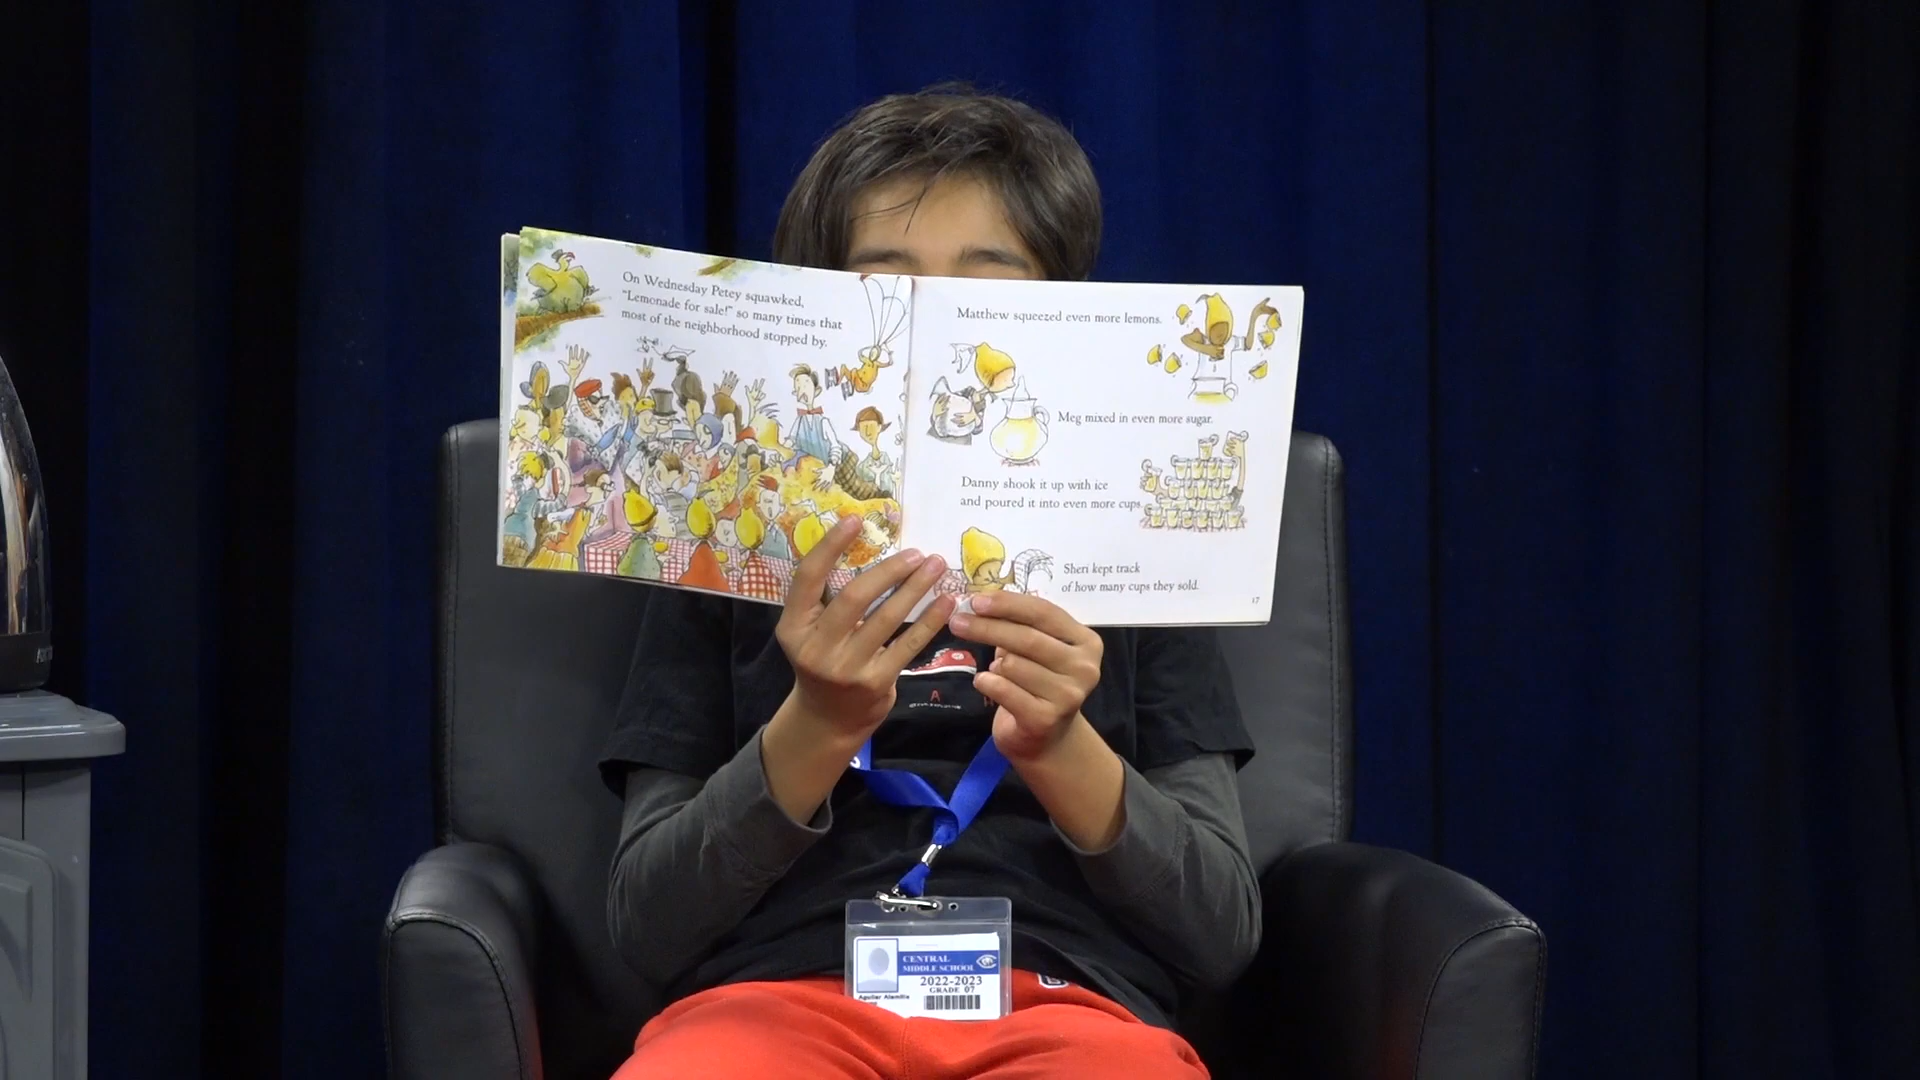 On Wednesday Petey squawked,
"Lemonade for sale!" so many times that
most of the neighborhood stopped by.
Matthew squeezed even more lemons.
Meg mixed in even more sugar.
Danny shook it up with ice
and poured it into even more cups.
Sheri kept track
of how many cups they sold.
17
A
CENTRAL
MIDDLE SCHOOL
2022-2023
GRADE 07
Aguilar Alamilla